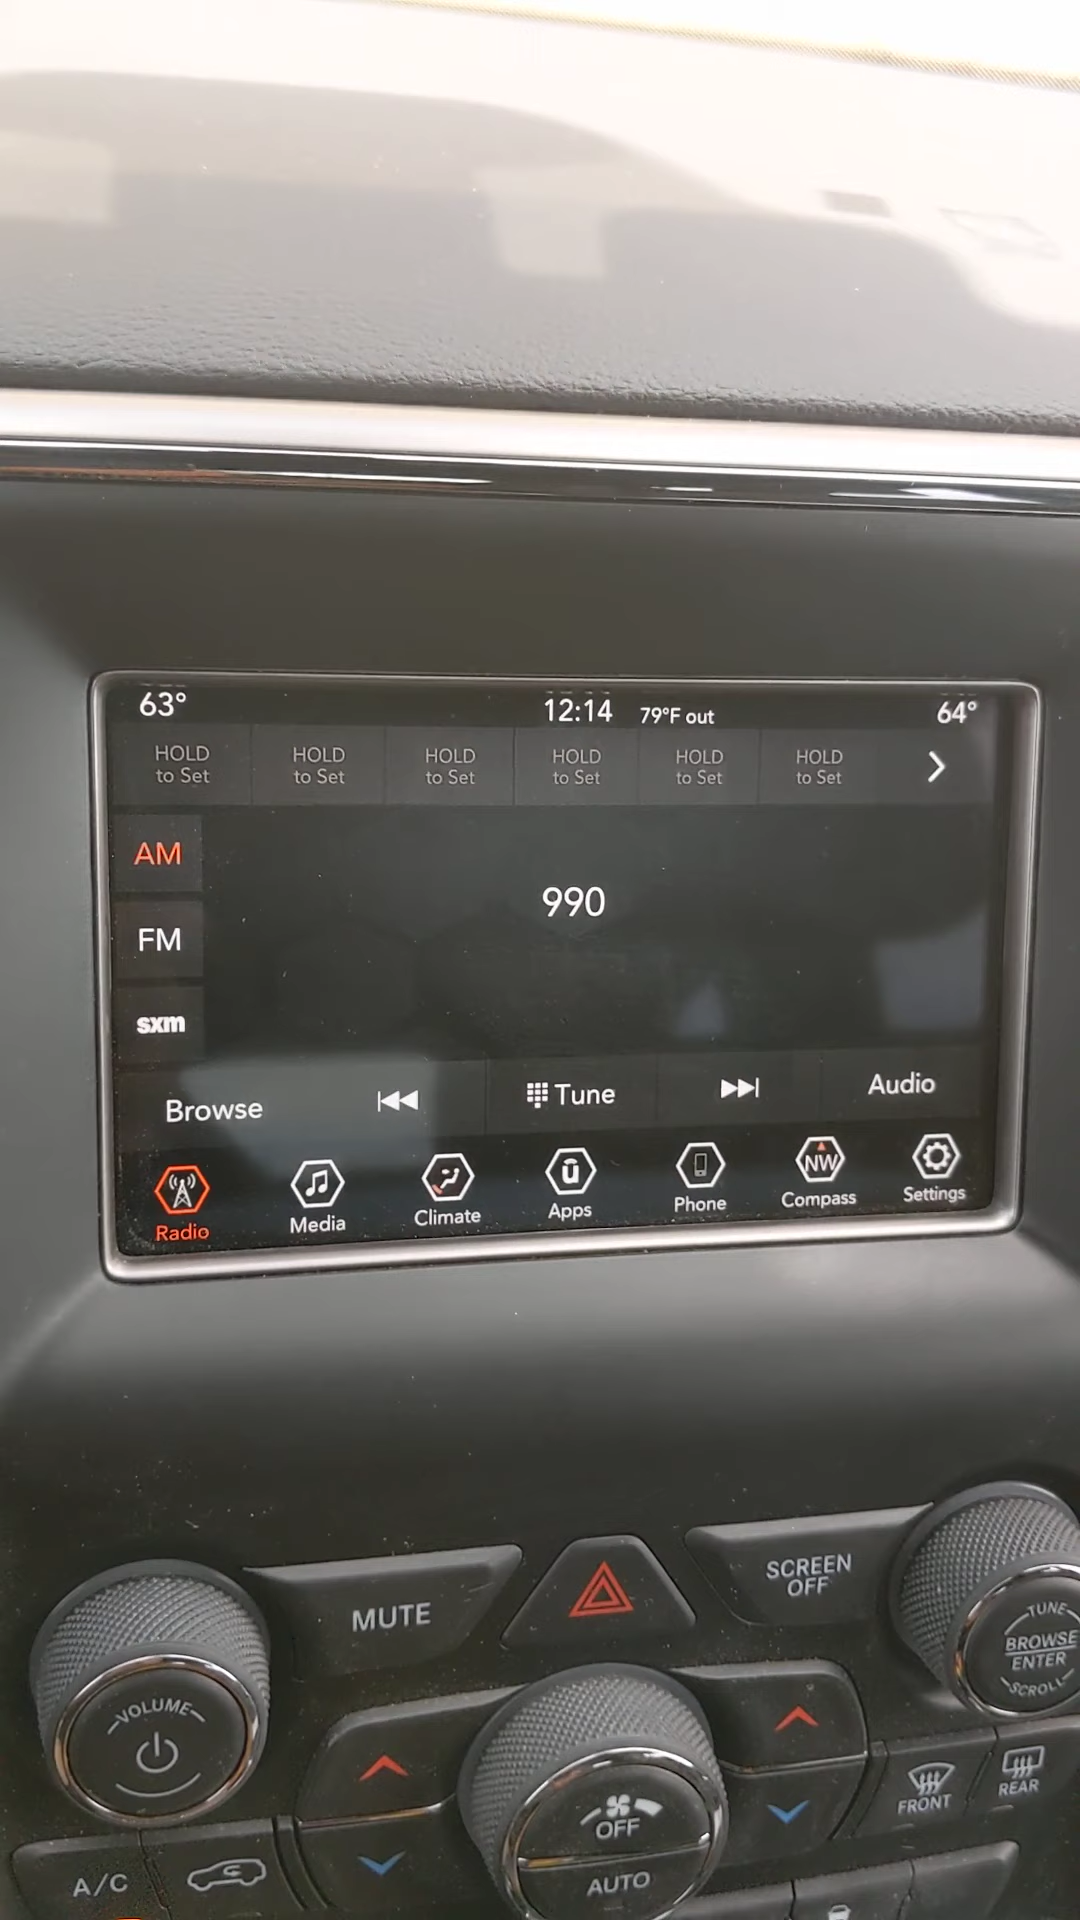 63° 12:14 79°F out 64°
HOLD to Set
HOLD to Set
HOLD to Set
HOLD to Set
HOLD to Set
HOLD to Set
AM
990
FM
sxm
Browse Tune Audio
Radio Media Climate Apps Phone NW Compass Settings
MUTE
SCREEN
OFF
VOLUME
TUNE
BROWSE
ENTER
SCROLL
OFF
AUTO
FRONT
REAR
A/C